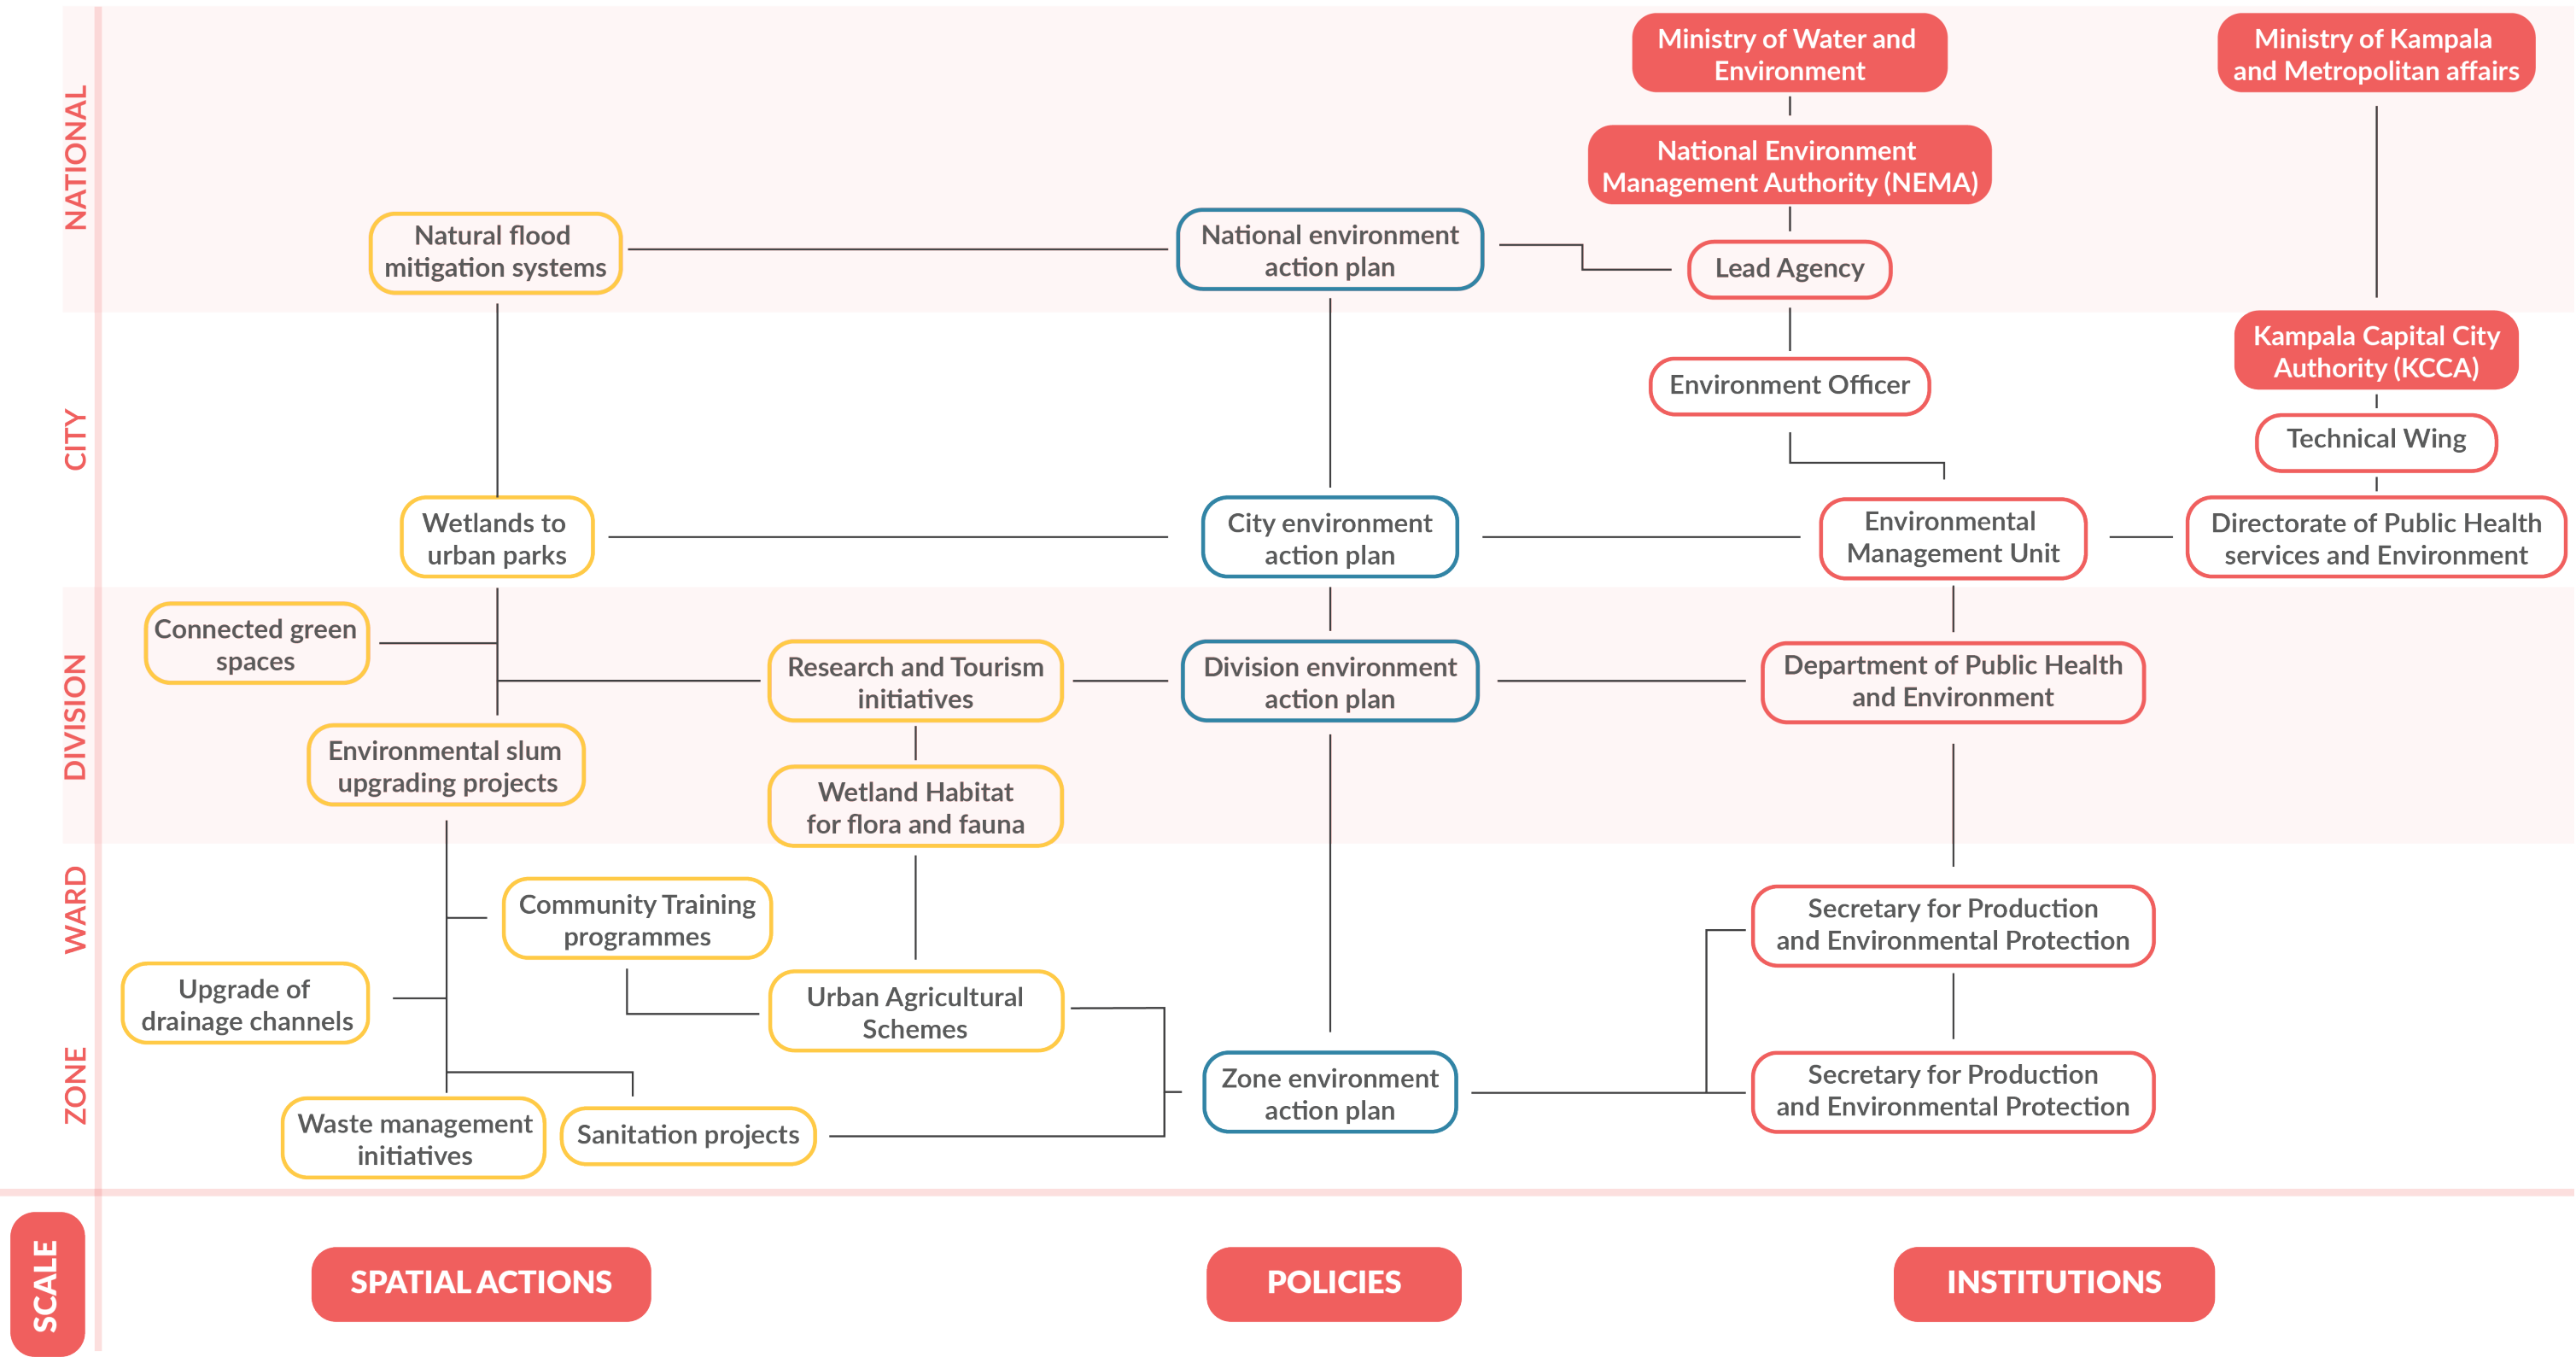 NATIONAL
Ministry of Water and
Environment
Ministry of Kampala
and Metropolitan affairs
National Environment
Management Authority (NEMA)
Natural flood
mitigation systems
National environment
action plan
Lead Agency
CITY
Kampala Capital City
Authority (KCCA)
Environment Officer
Technical Wing
Wetlands to
urban parks
City environment
action plan
Environmental
Management Unit
Directorate of Public Health
services and Environment
DIVISION
Connected green
spaces
Research and Tourism
initiatives
Division environment
action plan
Department of Public Health
and Environment
Environmental slum
upgrading projects
Wetland Habitat
for flora and fauna
WARD
Community Training
programmes
Secretary for Production
and Environmental Protection
Upgrade of
drainage channels
Urban Agricultural
Schemes
ZONE
Zone environment
action plan
Secretary for Production
and Environmental Protection
Waste management
initiatives
Sanitation projects
SCALE
SPATIAL ACTIONS
POLICIES
INSTITUTIONS